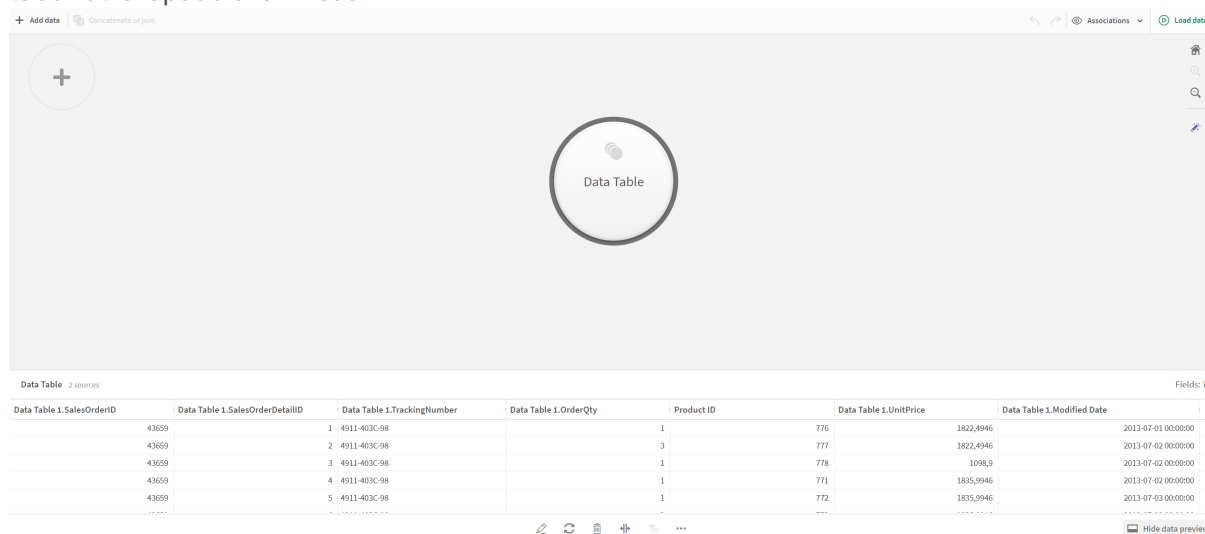 + Add data Concatenate or join Associations Load data
Data Table
Data Table 2 sources Fields: 7
Data Table 1.SalesOrderID Data Table 1.SalesOrderDetailID Data Table 1.TrackingNumber Data Table 1.OrderQty Product ID Data Table 1.UnitPrice Data Table 1.Modified Date
43659 1 4911-403C-98 1 776 1822,4946 2013-07-01 00:00:00
43659 2 4911-403C-98 3 777 1822,4946 2013-07-02 00:00:00
43659 3 4911-403C-98 1 778 1098,9 2013-07-02 00:00:00
43659 4 4911-403C-98 1 771 1835,9946 2013-07-02 00:00:00
43659 5 4911-403C-98 1 772 1835,9946 2013-07-03 00:00:00
Hide data preview